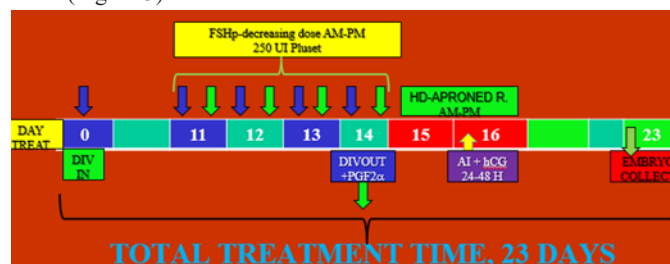 FSHp-decreasing dose AM-PM
250 UI Pluset
HD-APRONED R.
AM-PM
DAY
TREAT
0
11
12
13
14
15
16
23
DIV
IN
DIVOUT
+PGF2α
AI + hCG
24-48 H
EMBRYO
COLLECT
TOTAL TREATMENT TIME, 23 DAYS